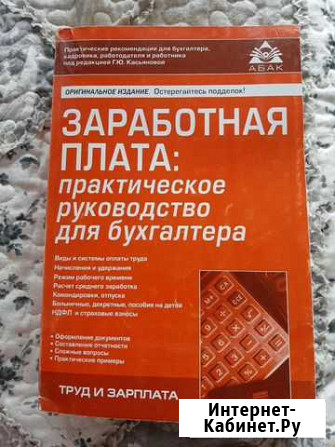 Практические рекомендации для бухгалтера,
кадровика, работодателя и работника
под редакцией Г.Ю. Касьяновой
АБАК
ОРИГИНАЛЬНОЕ ИЗДАНИЕ. Остерегайтесь подделок!
ЗАРАБОТНАЯ
ПЛАТА:
практическое
руководство
для бухгалтера
Виды и системы оплаты труда
Начисления и удержания
Режим рабочего времени
Расчет среднего заработка
Командировки, отпуска
Больничные, декретные, пособия на детей
НДФЛ и страховые взносы
• Оформление документов
• Составление отчетности
• Сложные вопросы
• Практические примеры
ТРУД И ЗАРПЛАТА
Интернет-
Кабинет.Ру